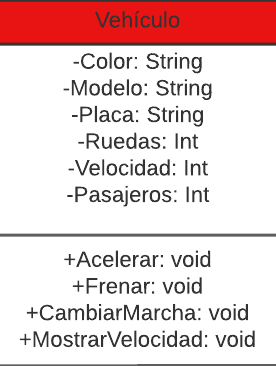 Vehículo
-Color: String
-Modelo: String
-Placa: String
-Ruedas: Int
-Velocidad: Int
-Pasajeros: Int
+Acelerar: void
+Frenar: void
+CambiarMarcha: void
+MostrarVelocidad: void